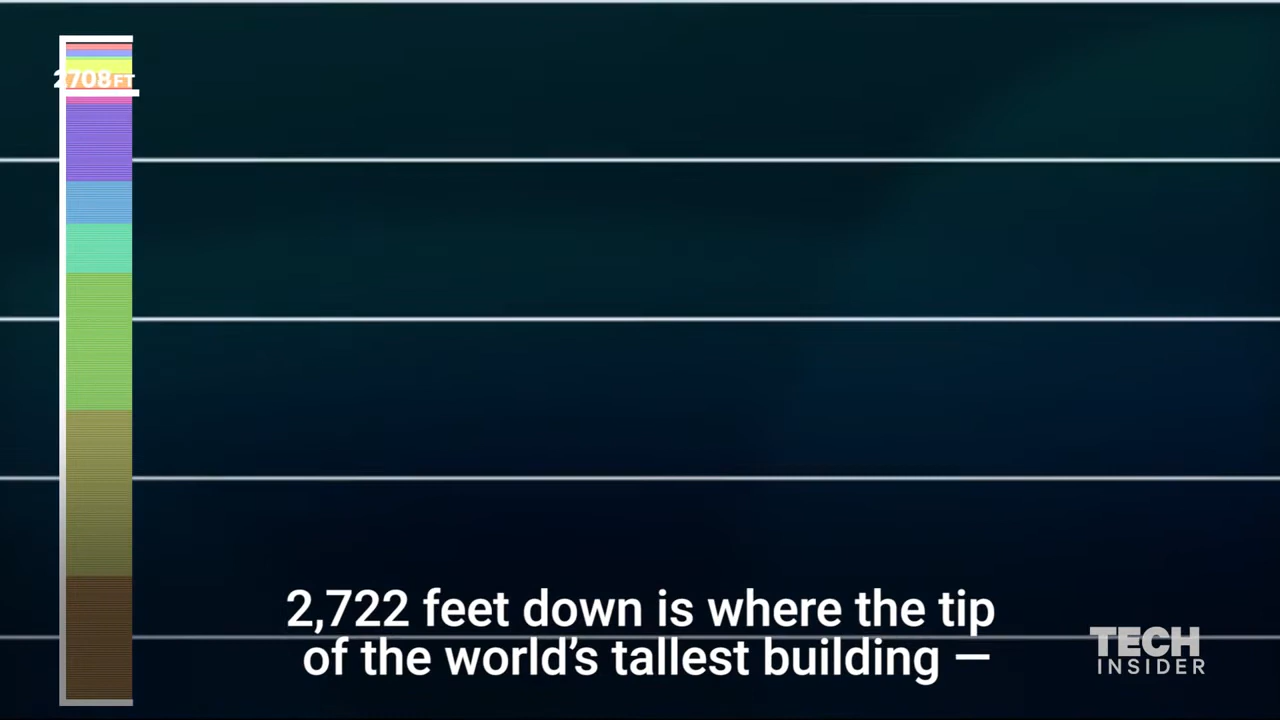 2708FT
2,722 feet down is where the tip
of the world's tallest building —
TECH
INSIDER